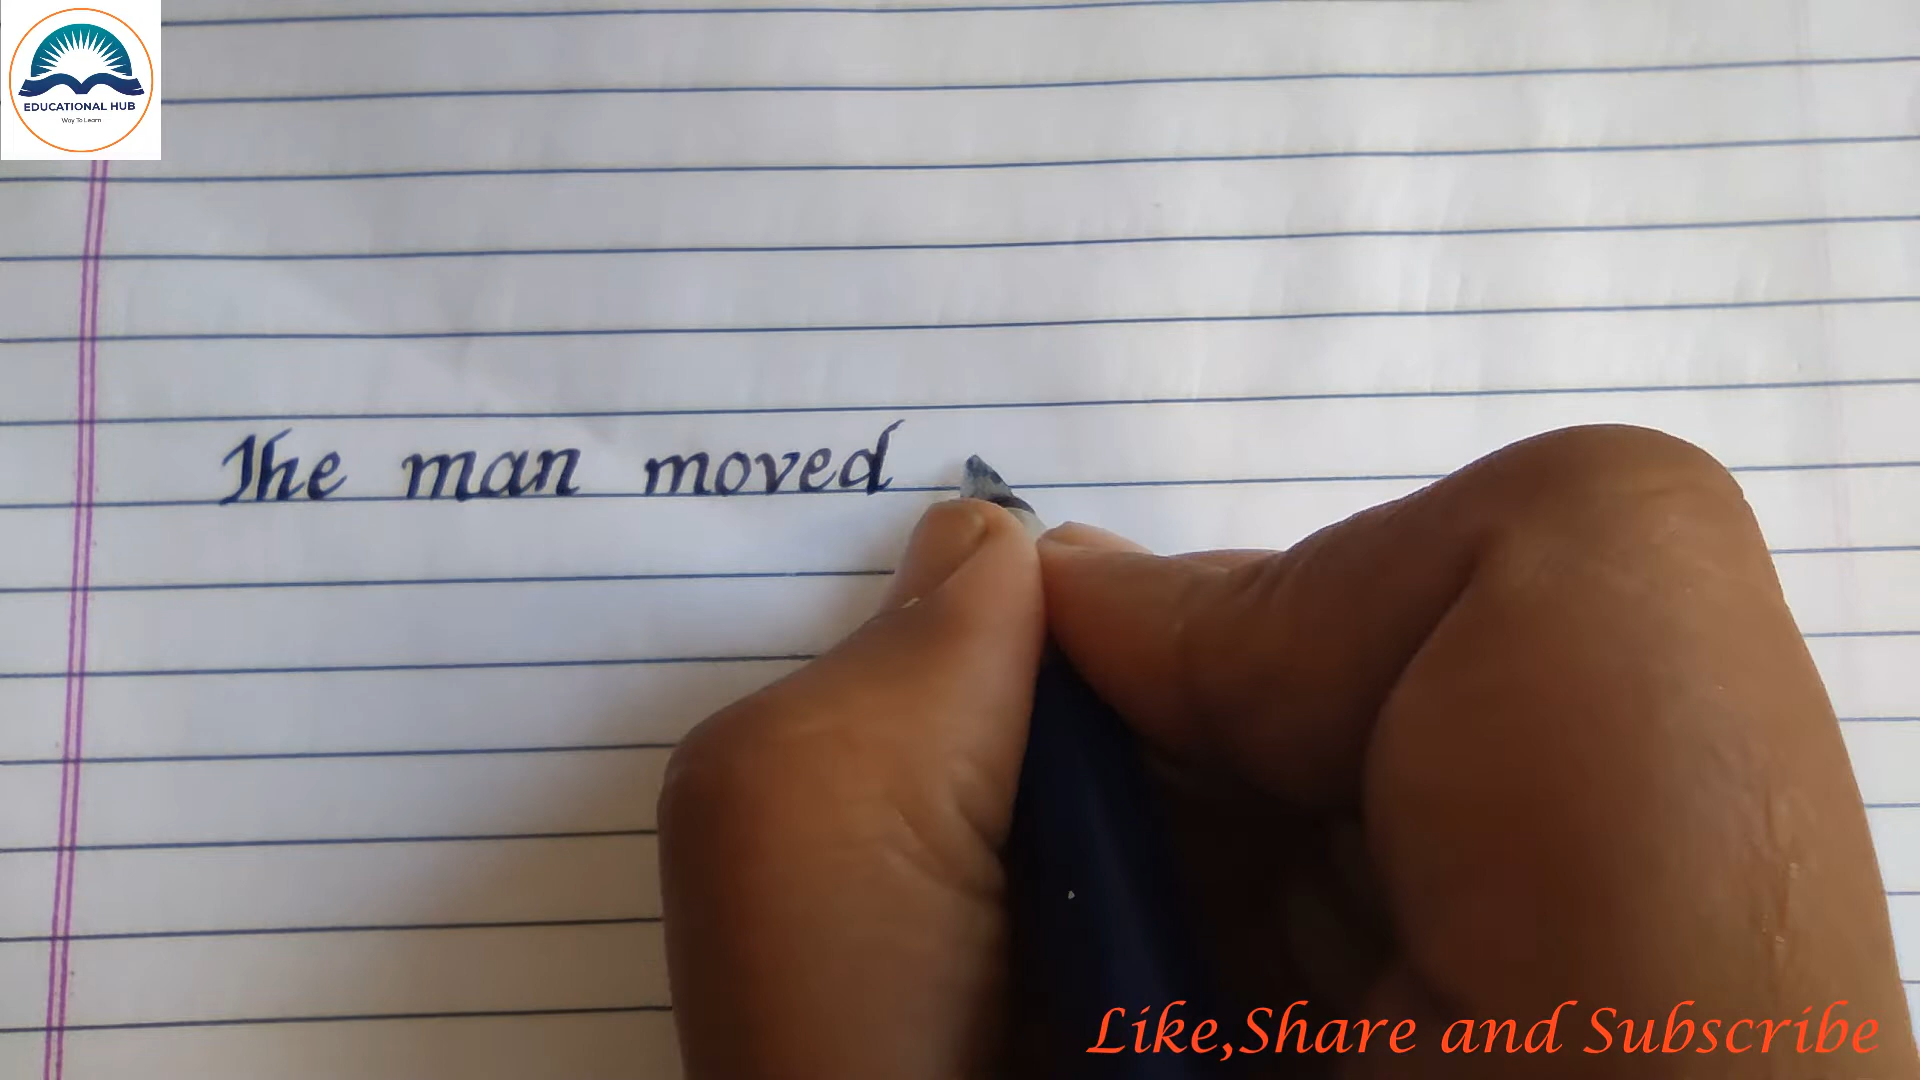 EDUCATIONAL HUB
Way To Learn
The man moved
Like,Share and Subscribe